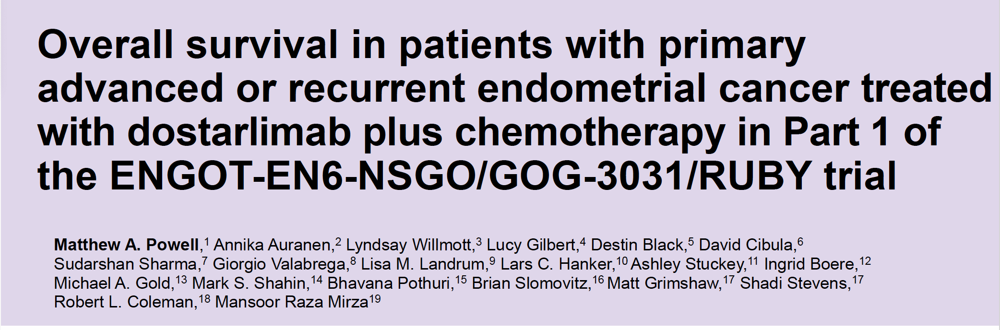 Overall survival in patients with primary
advanced or recurrent endometrial cancer treated
with dostarlimab plus chemotherapy in Part 1 of
the ENGOT-EN6-NSGO/GOG-3031/RUBY trial
Matthew A. Powell,1 Annika Auranen,2 Lyndsay Willmott,3 Lucy Gilbert,4 Destin Black,5 David Cibula,6
Sudarshan Sharma,7 Giorgio Valabrega,8 Lisa M. Landrum,9 Lars C. Hanker,10 Ashley Stuckey,11 Ingrid Boere,12
Michael A. Gold,13 Mark S. Shahin,14 Bhavana Pothuri,15 Brian Slomovitz,16 Matt Grimshaw,17 Shadi Stevens,17
Robert L. Coleman,18 Mansoor Raza Mirza19